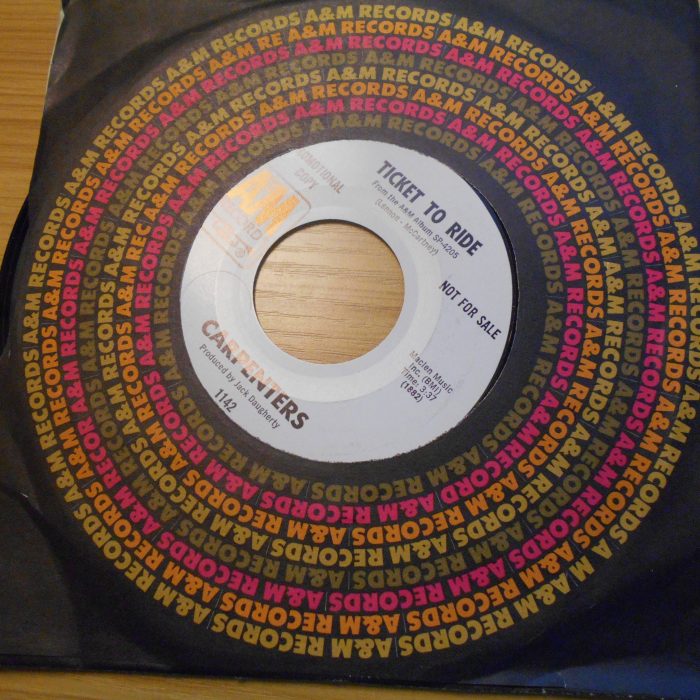 A&M RECORDS A&M RECORDS A&M RECORDS A&M RECORDS
A&M
RECORDS
PROMOTIONAL
COPY
TICKET TO RIDE
From the A&M Album SP-4205
(Lennon - McCartney)
NOT FOR SALE
Maclen Music
Inc. (BMI)
Time: 3:37
(1882)
CARPENTERS
Produced by Jack Daugherty
1142